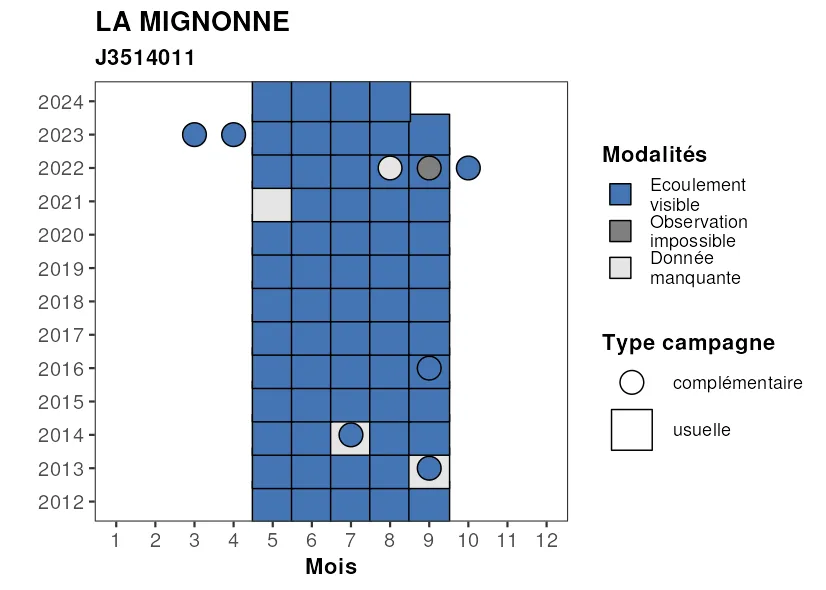 LA MIGNONNE
J3514011
2024
2023
2022
2021
2020
2019
2018
2017
2016
2015
2014
2013
2012
1 2 3 4 5 6 7 8 9 10 11 12
Mois
Modalités
Ecoulement
visible
Observation
impossible
Donnée
manquante
Type campagne
complémentaire
usuelle